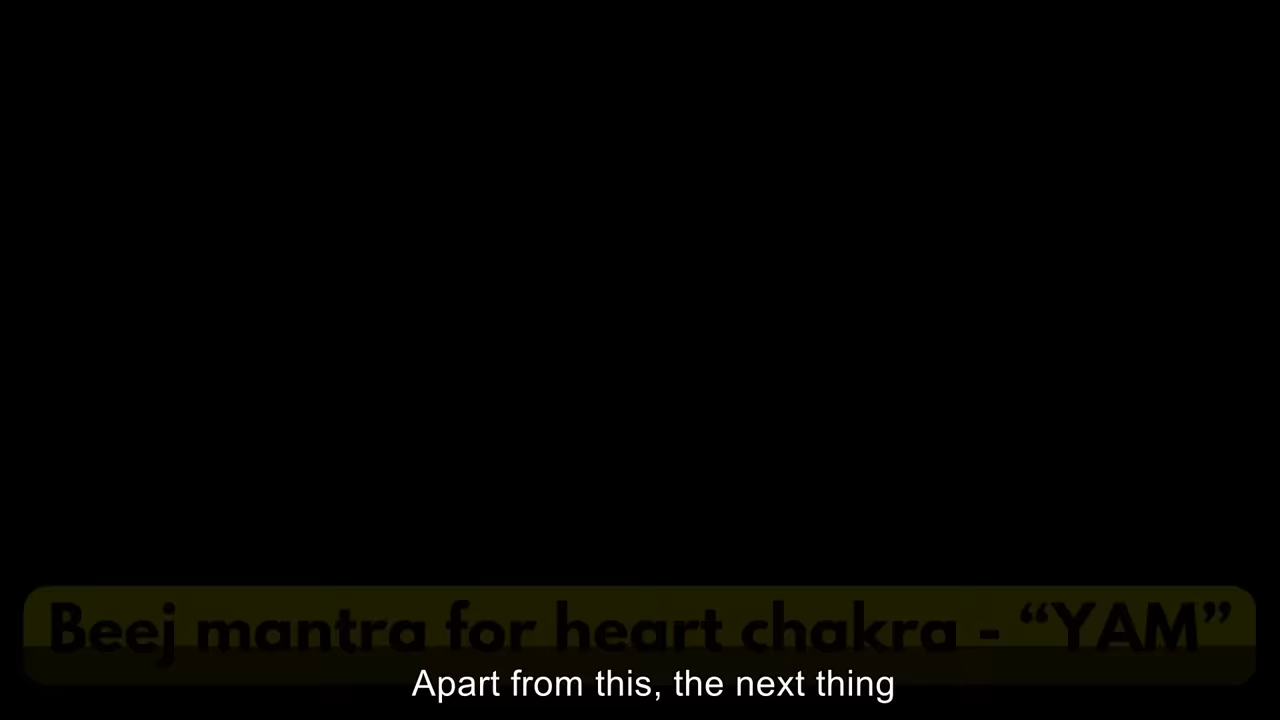 Beej mantra for heart chakra - “YAM”
Apart from this, the next thing